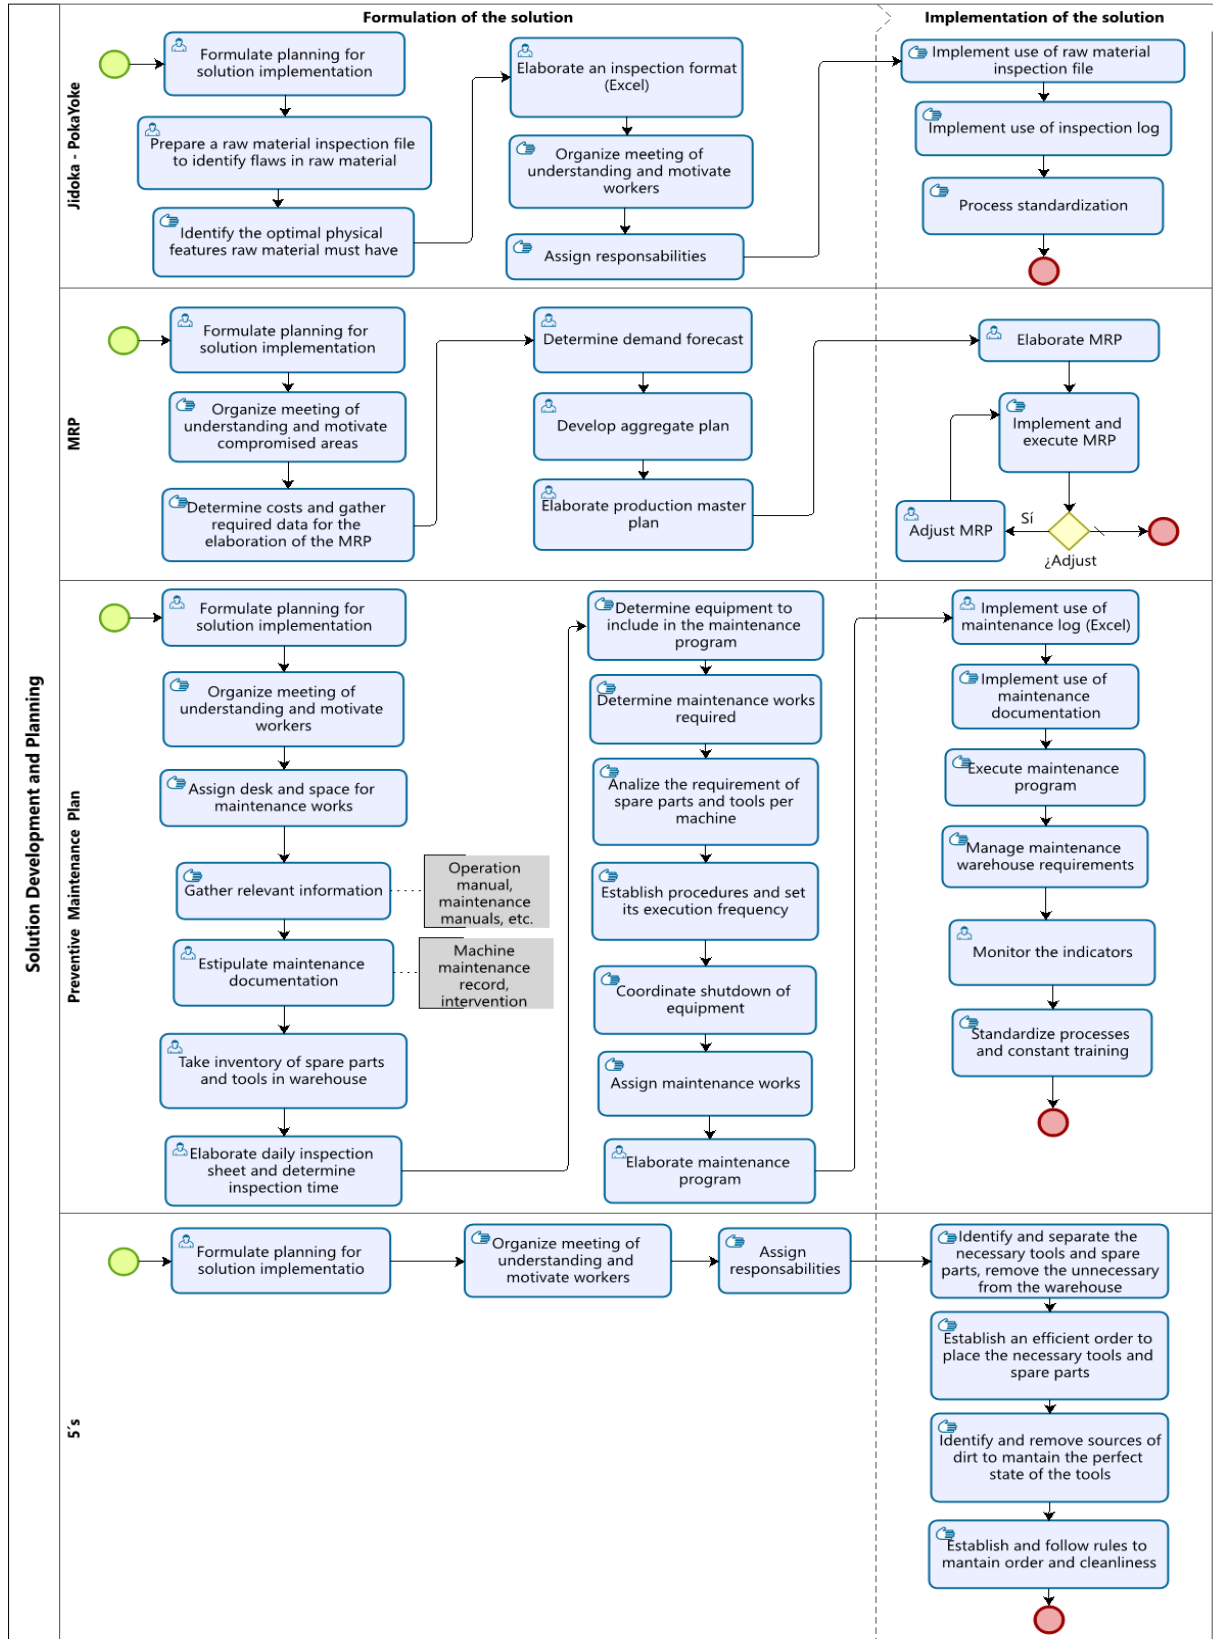 Formulation of the solution
Implementation of the solution
Solution Development and Planning
Jidoka - PokaYoke
Formulate planning for
solution implementation
Prepare a raw material inspection file
to identify flaws in raw material
Identify the optimal physical
features raw material must have
Elaborate an inspection format
(Excel)
Organize meeting of
understanding and motivate
workers
Assign responsabilities
Implement use of raw material
inspection file
Implement use of inspection log
Process standardization
MRP
Formulate planning for
solution implementation
Organize meeting of
understanding and motivate
compromised areas
Determine costs and gather
required data for the
elaboration of the MRP
Determine demand forecast
Develop aggregate plan
Elaborate production master
plan
Elaborate MRP
Implement and
execute MRP
Adjust MRP
Sí
¿Adjust
Preventive Maintenance Plan
Formulate planning for
solution implementation
Organize meeting of
understanding and motivate
workers
Assign desk and space for
maintenance works
Gather relevant information
Operation
manual,
maintenance
manuals, etc.
Estipulate maintenance
documentation
Machine
maintenance
record,
intervention
Take inventory of spare parts
and tools in warehouse
Elaborate daily inspection
sheet and determine
inspection time
Determine equipment to
include in the maintenance
program
Determine maintenance works
required
Analize the requirement of
spare parts and tools per
machine
Establish procedures and set
its execution frequency
Coordinate shutdown of
equipment
Assign maintenance works
Elaborate maintenance
program
Implement use of
maintenance log (Excel)
Implement use of
maintenance
documentation
Execute maintenance
program
Manage maintenance
warehouse requirements
Monitor the indicators
Standardize processes
and constant training
5´s
Formulate planning for
solution implementatio
Organize meeting of
understanding and
motivate workers
Assign
responsabilities
Identify and separate the
necessary tools and spare
parts, remove the unnecessary
from the warehouse
Establish an efficient order to
place the necessary tools and
spare parts
Identify and remove sources of
dirt to mantain the perfect
state of the tools
Establish and follow rules to
mantain order and cleanliness